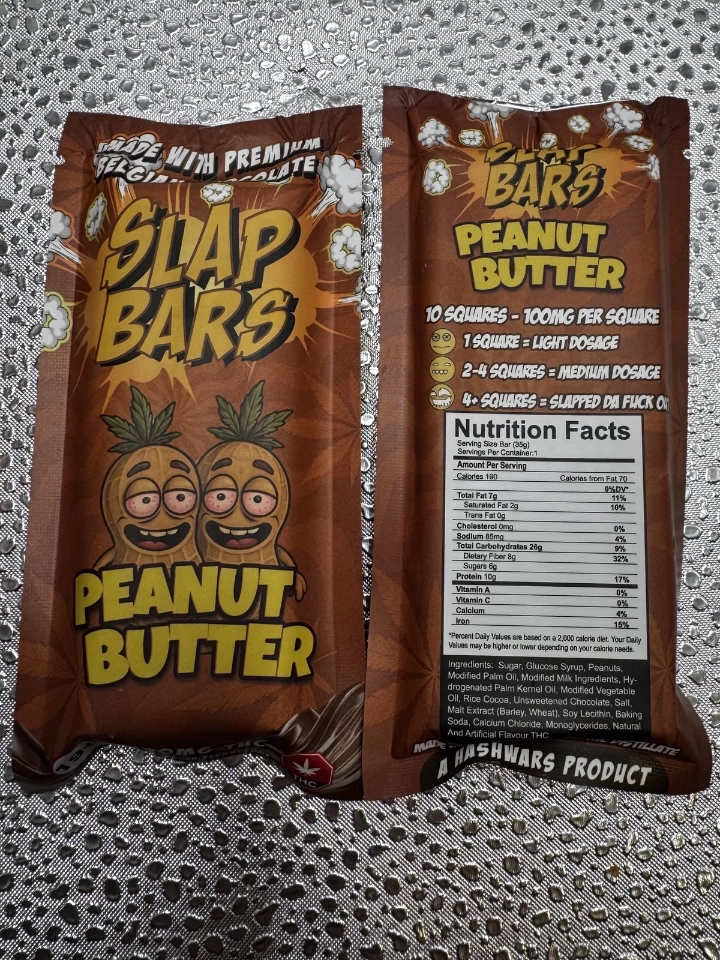 MADE WITH PREMIUM
BELGIAN CHOCOLATE
SLAP
BARS
PEANUT
BUTTER
THC
THC
SLAP
BARS
PEANUT
BUTTER
10 SQUARES - 100MG PER SQUARE
1 SQUARE = LIGHT DOSAGE
2-4 SQUARES = MEDIUM DOSAGE
4+ SQUARES = SLAPPED DA FUCK
Nutrition Facts
Serving Size Bar (35g)
Servings Per Container:1
Amount Per Serving
Calories 190 Calories from Fat 70
0%DV*
Total Fat 7g 11%
Saturated Fat 2g 10%
Trans Fat 0g
Cholesterol 0mg 0%
Sodium 85mg 4%
Total Carbohydrates 26g 9%
Dietary Fiber 8g 32%
Sugars 6g
Protein 10g 17%
Vitamin A 0%
Vitamin C 0%
Calcium 4%
Iron 15%
*Percent Daily Values are based on a 2,000 calorie diet. Your Daily
Values may be higher or lower depending on your calorie needs.
Ingredients: Sugar, Glucose Syrup, Peanuts,
Modified Palm Oil, Modified Milk Ingredients, Hy-
drogenated Palm Kernel Oil, Modified Vegetable
Oil, Rice Cocoa, Unsweetened Chocolate, Salt,
Malt Extract (Barley, Wheat), Soy Lecithin, Baking
Soda, Calcium Chloride, Monoglycerides, Natural
And Artificial Flavour THC
MADE DISTILLATE
A HASHWARS PRODUCT